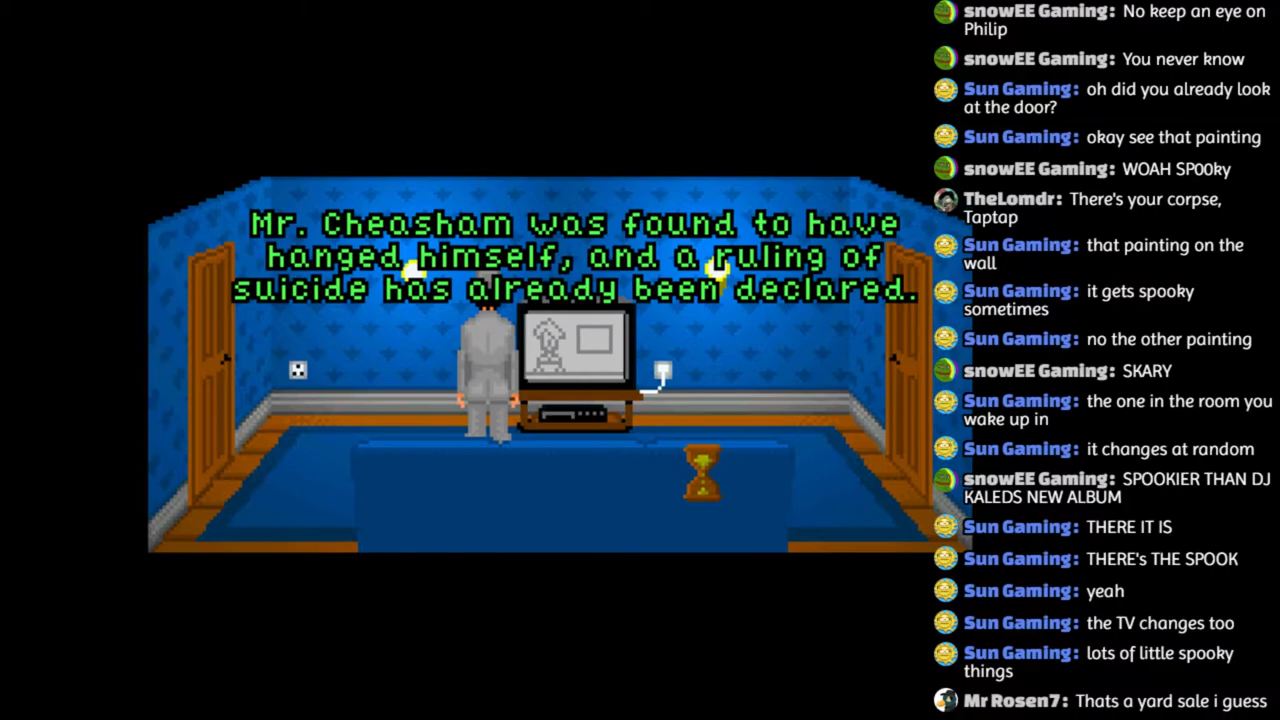 Mr. Cheasham was found to have
hanged himself, and a ruling of
suicide has already been declared.
snowEE Gaming: No keep an eye on
Philip
snowEE Gaming: You never know
Sun Gaming: oh did you already look
at the door?
Sun Gaming: okay see that painting
snowEE Gaming: WOAH SP00ky
TheLomdr: There's your corpse,
Taptap
Sun Gaming: that painting on the
wall
Sun Gaming: it gets spooky
sometimes
Sun Gaming: no the other painting
snowEE Gaming: SKARY
Sun Gaming: the one in the room you
wake up in
Sun Gaming: it changes at random
snowEE Gaming: SPOOKIER THAN DJ
KALEDS NEW ALBUM
Sun Gaming: THERE IT IS
Sun Gaming: THERE's THE SPOOK
Sun Gaming: yeah
Sun Gaming: the TV changes too
Sun Gaming: lots of little spooky
things
Mr Rosen7: Thats a yard sale i guess